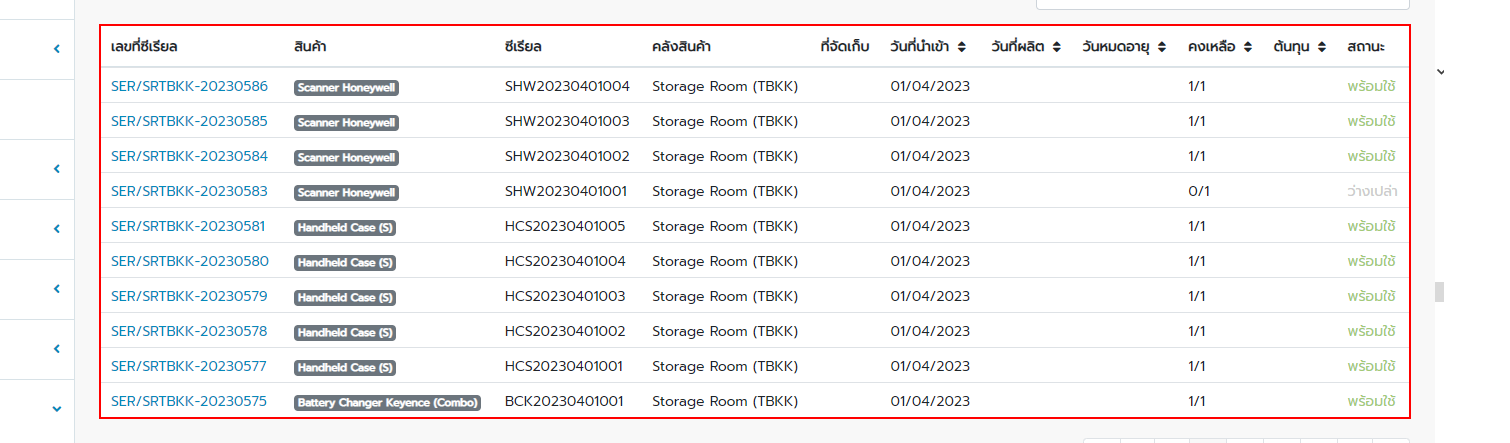 เลขที่ซีเรียล สินค้า ซีเรียล คลังสินค้า ที่จัดเก็บ วันที่นำเข้า วันที่ผลิต วันหมดอายุ คงเหลือ ต้นทุน สถานะ
SER/SRTBKK-20230586 Scanner Honeywell SHW20230401004 Storage Room (TBKK) 01/04/2023 1/1 พร้อมใช้
SER/SRTBKK-20230585 Scanner Honeywell SHW20230401003 Storage Room (TBKK) 01/04/2023 1/1 พร้อมใช้
SER/SRTBKK-20230584 Scanner Honeywell SHW20230401002 Storage Room (TBKK) 01/04/2023 1/1 พร้อมใช้
SER/SRTBKK-20230583 Scanner Honeywell SHW20230401001 Storage Room (TBKK) 01/04/2023 0/1 ว่างเปล่า
SER/SRTBKK-20230581 Handheld Case (S) HCS20230401005 Storage Room (TBKK) 01/04/2023 1/1 พร้อมใช้
SER/SRTBKK-20230580 Handheld Case (S) HCS20230401004 Storage Room (TBKK) 01/04/2023 1/1 พร้อมใช้
SER/SRTBKK-20230579 Handheld Case (S) HCS20230401003 Storage Room (TBKK) 01/04/2023 1/1 พร้อมใช้
SER/SRTBKK-20230578 Handheld Case (S) HCS20230401002 Storage Room (TBKK) 01/04/2023 1/1 พร้อมใช้
SER/SRTBKK-20230577 Handheld Case (S) HCS20230401001 Storage Room (TBKK) 01/04/2023 1/1 พร้อมใช้
SER/SRTBKK-20230575 Battery Changer Keyence (Combo) BCK20230401001 Storage Room (TBKK) 01/04/2023 1/1 พร้อมใช้